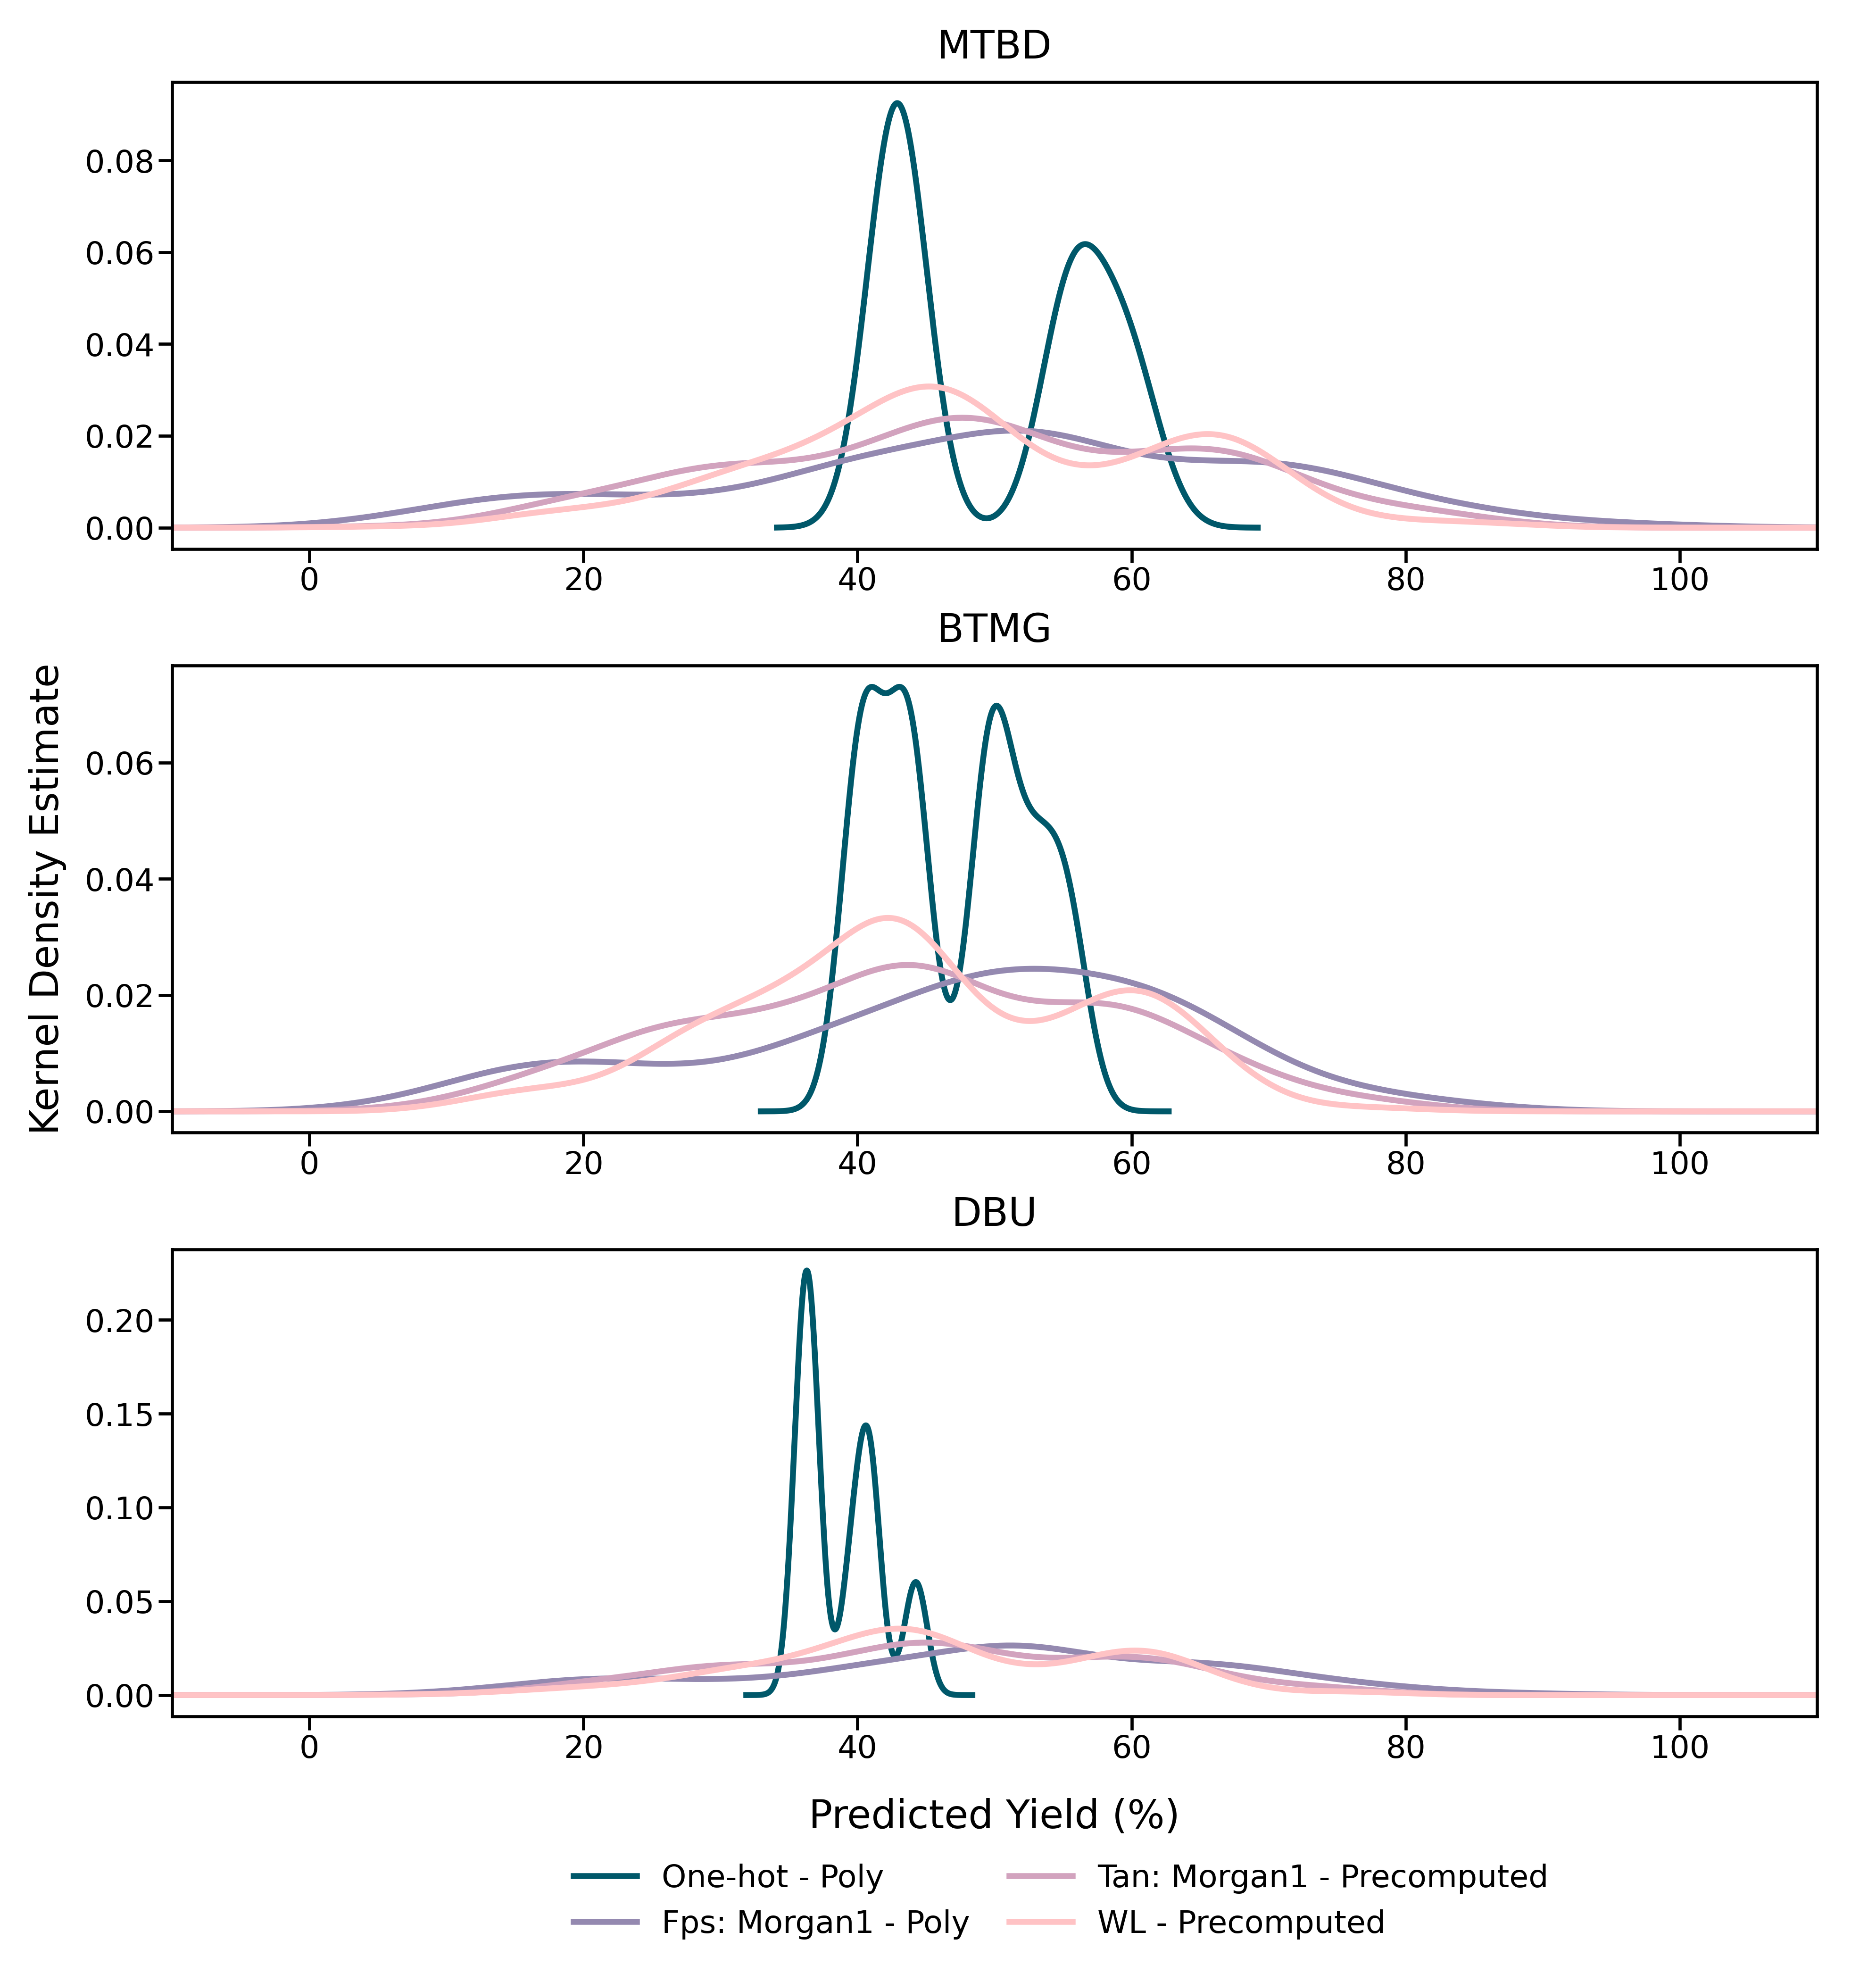 MTBD
0.08
0.06
0.04
0.02
0.00
0 20 40 60 80 100
BTMG
Kernel Density Estimate
0.06
0.04
0.02
0.00
0 20 40 60 80 100
DBU
0.20
0.15
0.10
0.05
0.00
0 20 40 60 80 100
Predicted Yield (%)
One-hot - Poly
Fps: Morgan1 - Poly
Tan: Morgan1 - Precomputed
WL - Precomputed